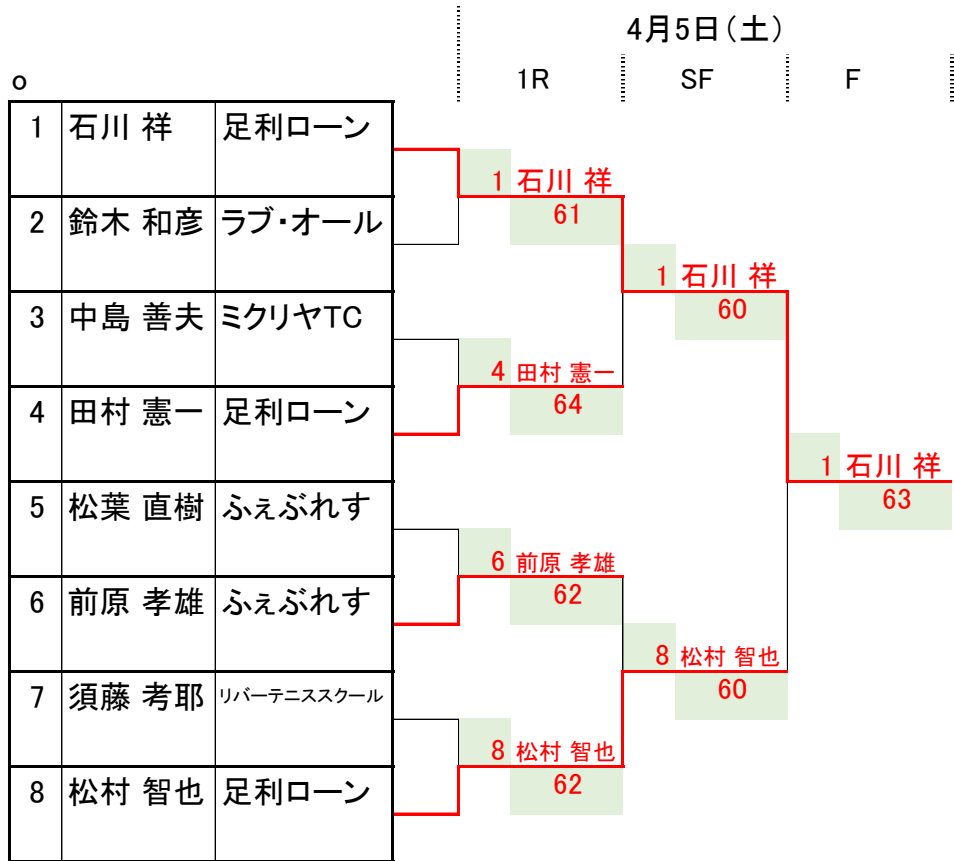 4月5日(土)
o 1R SF F
1 石川 祥 足利ローン
1 石川 祥
2 鈴木 和彦 ラブ・オール
61
1 石川 祥
3 中島 善夫 ミクリヤTC
60
4 田村 憲一
4 田村 憲一 足利ローン
64
1 石川 祥
5 松葉 直樹 ふぇぶれす
63
6 前原 孝雄
6 前原 孝雄 ふぇぶれす
62
8 松村 智也
7 須藤 考耶 リバーテニススクール
60
8 松村 智也
8 松村 智也 足利ローン
62